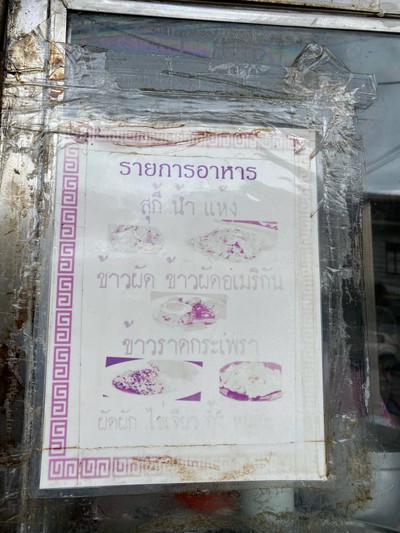 รายการอาหาร
สุกี้ น้ำ แห้ง
ข้าวผัด ข้าวผัดอเมริกัน
ข้าวราดกระเพรา
ผัดผัก ไข่เจียว กุ้ง